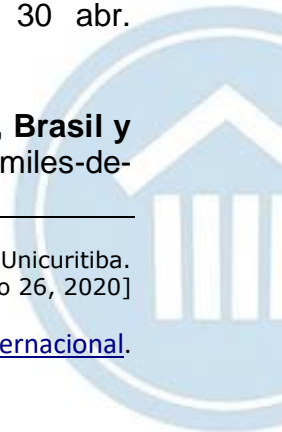 30 abr.
, Brasil y
miles-de-
Unicuritiba.
o 26, 2020]
ernacional.